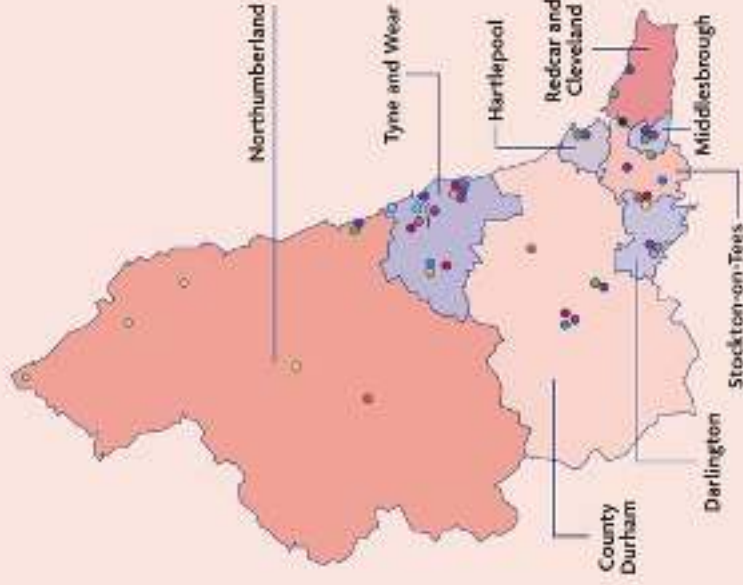 Northumberland
Tyne and Wear
Hartlepool
Redcar and
Cleveland
Middlesbrough
Stockton-on-Tees
Darlington
County
Durham